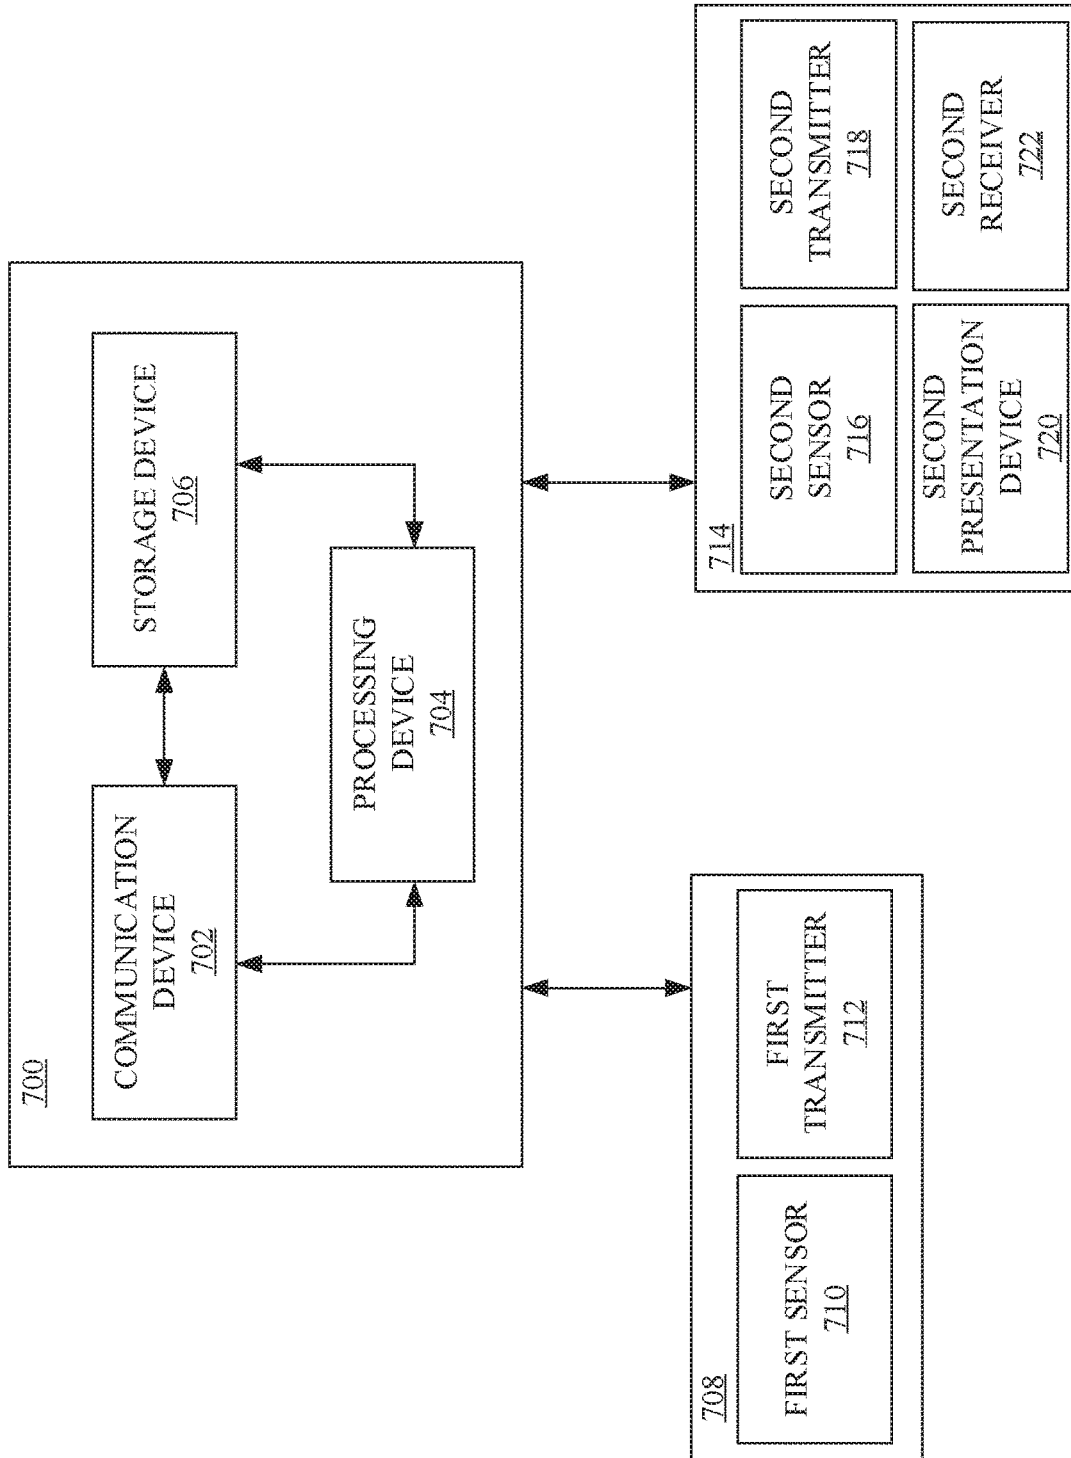 700
COMMUNICATION
DEVICE
702
STORAGE DEVICE
706
PROCESSING
DEVICE
704
708
FIRST SENSOR
710
FIRST
TRANSMITTER
712
714
SECOND
SENSOR
716
SECOND
TRANSMITTER
718
SECOND
PRESENTATION
DEVICE
720
SECOND
RECEIVER
722